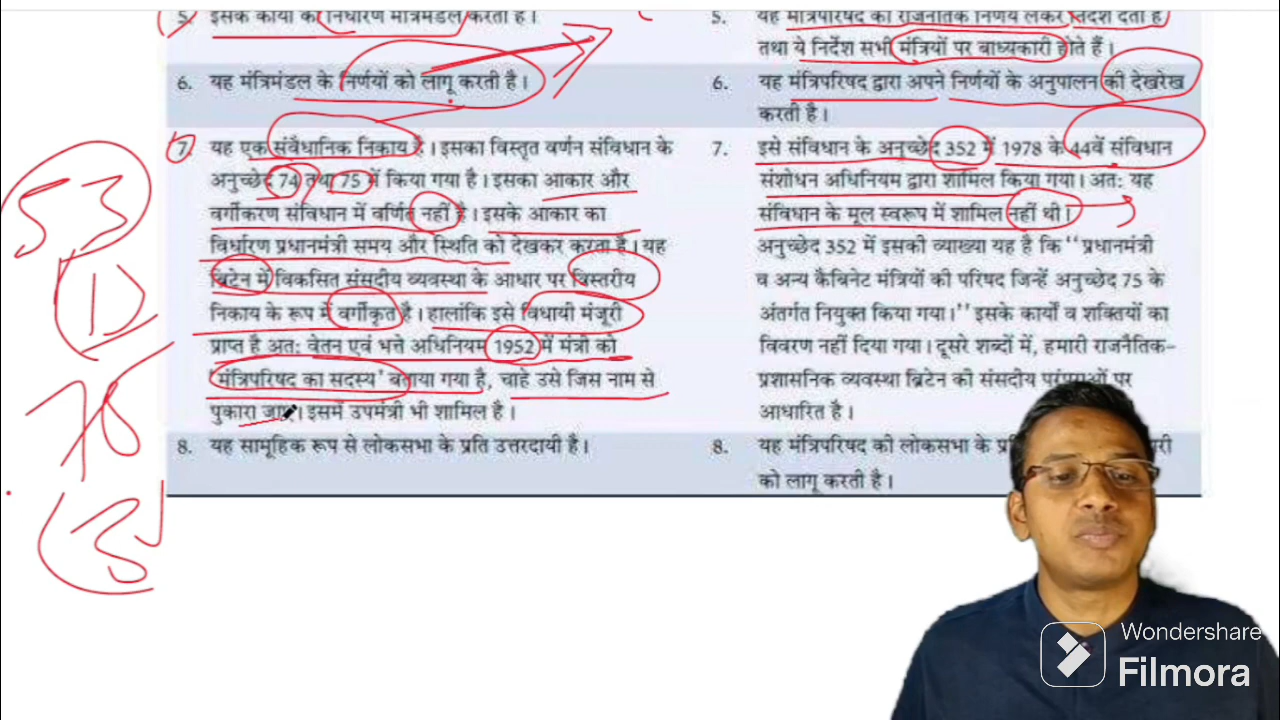 5. इसके कार्यों का निर्धारण मंत्रिमंडल करता है।
6. यह मंत्रिमंडल के निर्णयों को लागू करती है।
7. यह एक संवैधानिक निकाय है। इसका विस्तृत वर्णन संविधान के
अनुच्छेद 74 तथा 75 में किया गया है। इसका आकार और
वर्गीकरण संविधान में वर्णित नहीं है। इसके आकार का
विर्धारण प्रधानमंत्री समय और स्थिति को देखकर करता है। यह
ब्रिटेन में विकसित संसदीय व्यवस्था के आधार पर त्रिस्तरीय
निकाय के रूप में वर्गीकृत है। हालांकि इसे विधायी मंजूरी
प्राप्त है अत: वेतन एवं भत्ते अधिनियम 1952 में मंत्री को
'मंत्रिपरिषद का सदस्य' बताया गया है, चाहे उसे जिस नाम से
पुकारा जाए। इसमें उपमंत्री भी शामिल है।
8. यह सामूहिक रूप से लोकसभा के प्रति उत्तरदायी है।
5. यह मंत्रिपरिषद को राजनैतिक निर्णय लेकर निर्देश देता है
तथा ये निर्देश सभी मंत्रियों पर बाध्यकारी होते हैं।
6. यह मंत्रिपरिषद द्वारा अपने निर्णयों के अनुपालन की देखरेख
करती है।
7. इसे संविधान के अनुच्छेद 352 में 1978 के 44वें संविधान
संशोधन अधिनियम द्वारा शामिल किया गया। अत: यह
संविधान के मूल स्वरूप में शामिल नहीं थी।
अनुच्छेद 352 में इसकी व्याख्या यह है कि "प्रधानमंत्री
व अन्य कैबिनेट मंत्रियों की परिषद जिन्हें अनुच्छेद 75 के
अंतर्गत नियुक्त किया गया।" इसके कार्यों व शक्तियों का
विवरण नहीं दिया गया। दूसरे शब्दों में, हमारी राजनैतिक-
प्रशासनिक व्यवस्था ब्रिटेन की संसदीय परंपराओं पर
आधारित है।
8. यह मंत्रिपरिषद की लोकसभा के
को लागू करती है।
53
(1)
75
(3)
Wondershare
Filmora